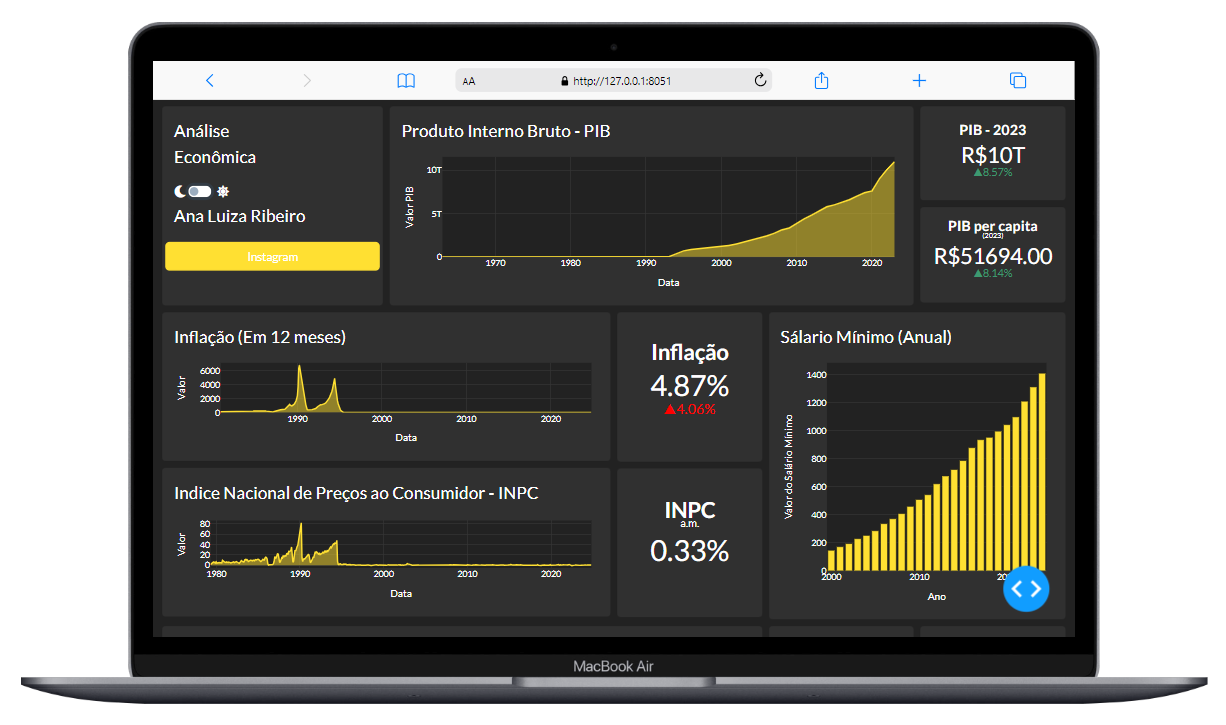 AA
http://127.0.0.1:8051
Análise
Econômica
Ana Luiza Ribeiro
Instagram
Produto Interno Bruto - PIB
Valor PIB
10T
5T
0
1970
1980
1990
2000
2010
2020
Data
PIB - 2023
R$10T
▲8.57%
PIB per capita
(2023)
R$51694.00
▲8.14%
Inflação (Em 12 meses)
Valor
6000
4000
2000
0
1990
2000
2010
2020
Data
Inflação
4.87%
▲4.06%
Sálario Mínimo (Anual)
Valor do Salário Mínimo
1400
1200
1000
800
600
400
200
0
2000
2010
Ano
Indice Nacional de Preços ao Consumidor - INPC
Valor
80
60
40
20
0
1980
1990
2000
2010
2020
Data
INPC
a.m.
0.33%
MacBook Air